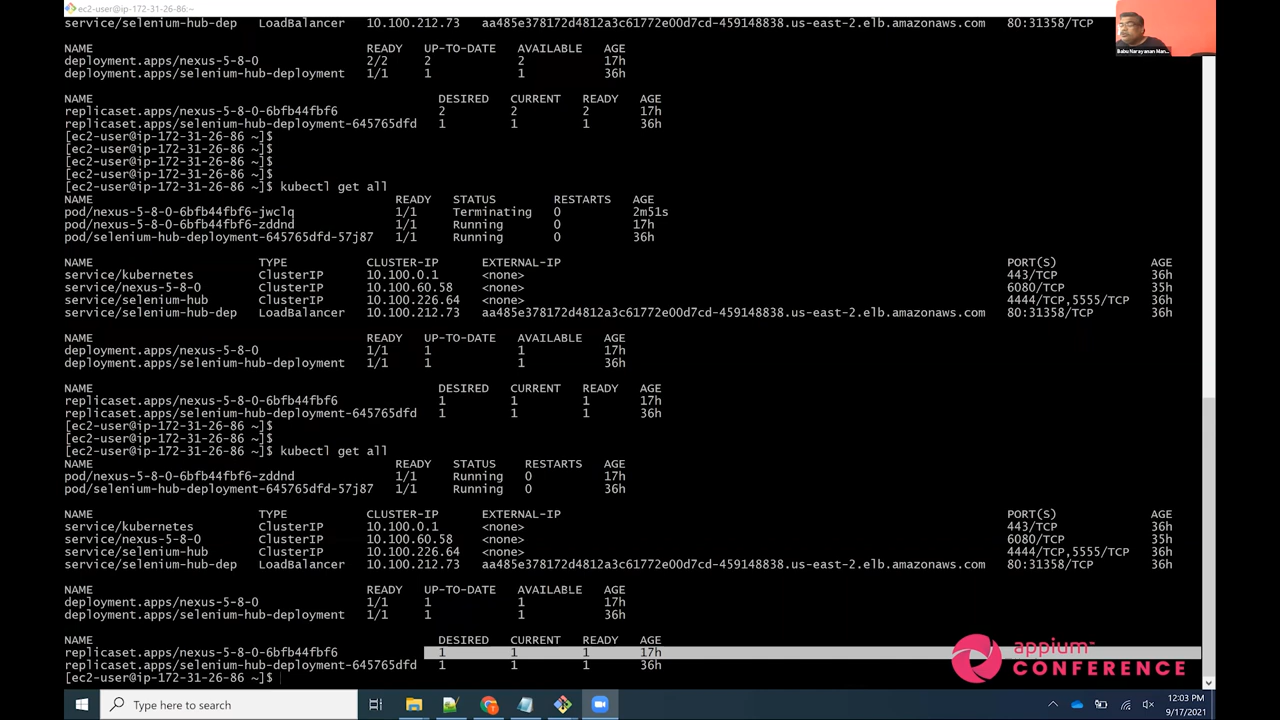 ec2-user@ip-172-31-26-86:~
service/selenium-hub-dep LoadBalancer 10.100.212.73 aa485e378172d4812a3c61772e00d7cd-459148838.us-east-2.elb.amazonaws.com 80:31358/TCP 36h
NAME READY UP-TO-DATE AVAILABLE AGE
deployment.apps/nexus-5-8-0 2/2 2 2 17h
deployment.apps/selenium-hub-deployment 1/1 1 1 36h
NAME DESIRED CURRENT READY AGE
replicaset.apps/nexus-5-8-0-6bfb44fbf6 2 2 2 17h
replicaset.apps/selenium-hub-deployment-645765dfd 1 1 1 36h
[ec2-user@ip-172-31-26-86 ~]$
[ec2-user@ip-172-31-26-86 ~]$
[ec2-user@ip-172-31-26-86 ~]$
[ec2-user@ip-172-31-26-86 ~]$
[ec2-user@ip-172-31-26-86 ~]$ kubectl get all
NAME READY STATUS RESTARTS AGE
pod/nexus-5-8-0-6bfb44fbf6-jwclq 1/1 Terminating 0 2m51s
pod/nexus-5-8-0-6bfb44fbf6-zddnd 1/1 Running 0 17h
pod/selenium-hub-deployment-645765dfd-57j87 1/1 Running 0 36h
NAME TYPE CLUSTER-IP EXTERNAL-IP PORT(S) AGE
service/kubernetes ClusterIP 10.100.0.1 <none> 443/TCP 36h
service/nexus-5-8-0 ClusterIP 10.100.60.58 <none> 6080/TCP 35h
service/selenium-hub ClusterIP 10.100.226.64 <none> 4444/TCP,5555/TCP 36h
service/selenium-hub-dep LoadBalancer 10.100.212.73 aa485e378172d4812a3c61772e00d7cd-459148838.us-east-2.elb.amazonaws.com 80:31358/TCP 36h
NAME READY UP-TO-DATE AVAILABLE AGE
deployment.apps/nexus-5-8-0 1/1 1 1 17h
deployment.apps/selenium-hub-deployment 1/1 1 1 36h
NAME DESIRED CURRENT READY AGE
replicaset.apps/nexus-5-8-0-6bfb44fbf6 1 1 1 17h
replicaset.apps/selenium-hub-deployment-645765dfd 1 1 1 36h
[ec2-user@ip-172-31-26-86 ~]$
[ec2-user@ip-172-31-26-86 ~]$
[ec2-user@ip-172-31-26-86 ~]$ kubectl get all
NAME READY STATUS RESTARTS AGE
pod/nexus-5-8-0-6bfb44fbf6-zddnd 1/1 Running 0 17h
pod/selenium-hub-deployment-645765dfd-57j87 1/1 Running 0 36h
NAME TYPE CLUSTER-IP EXTERNAL-IP PORT(S) AGE
service/kubernetes ClusterIP 10.100.0.1 <none> 443/TCP 36h
service/nexus-5-8-0 ClusterIP 10.100.60.58 <none> 6080/TCP 35h
service/selenium-hub ClusterIP 10.100.226.64 <none> 4444/TCP,5555/TCP 36h
service/selenium-hub-dep LoadBalancer 10.100.212.73 aa485e378172d4812a3c61772e00d7cd-459148838.us-east-2.elb.amazonaws.com 80:31358/TCP 36h
NAME READY UP-TO-DATE AVAILABLE AGE
deployment.apps/nexus-5-8-0 1/1 1 1 17h
deployment.apps/selenium-hub-deployment 1/1 1 1 36h
NAME DESIRED CURRENT READY AGE
replicaset.apps/nexus-5-8-0-6bfb44fbf6 1 1 1 17h
replicaset.apps/selenium-hub-deployment-645765dfd 1 1 1 36h
[ec2-user@ip-172-31-26-86 ~]$
Babu Narayanan Man...
appium
CONFERENCE
Type here to search
12:03 PM
9/17/2021